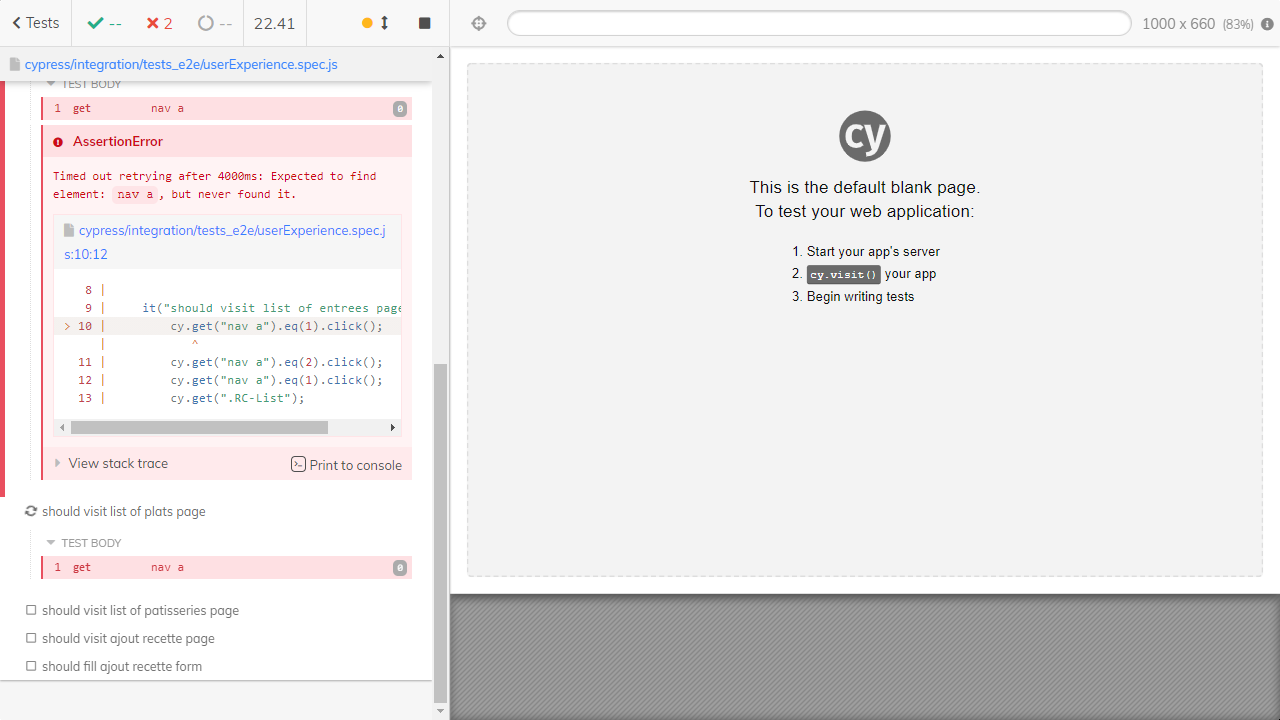 Tests
-- 2 -- 22.41
1000 x 660 (83%)
cypress/integration/tests_e2e/userExperience.spec.js
TEST BODY
1 get nav a 0
AssertionError
Timed out retrying after 4000ms: Expected to find
element: nav a, but never found it.
cypress/integration/tests_e2e/userExperience.spec.j
s:10:12
8 |
9 | it("should visit list of entrees page
> 10 | cy.get("nav a").eq(1).click();
| ^
11 | cy.get("nav a").eq(2).click();
12 | cy.get("nav a").eq(1).click();
13 | cy.get(".RC-List");
View stack trace
Print to console
should visit list of plats page
TEST BODY
1 get nav a 0
should visit list of patisseries page
should visit ajout recette page
should fill ajout recette form
cy
This is the default blank page.
To test your web application:
1. Start your app's server
2. cy.visit() your app
3. Begin writing tests